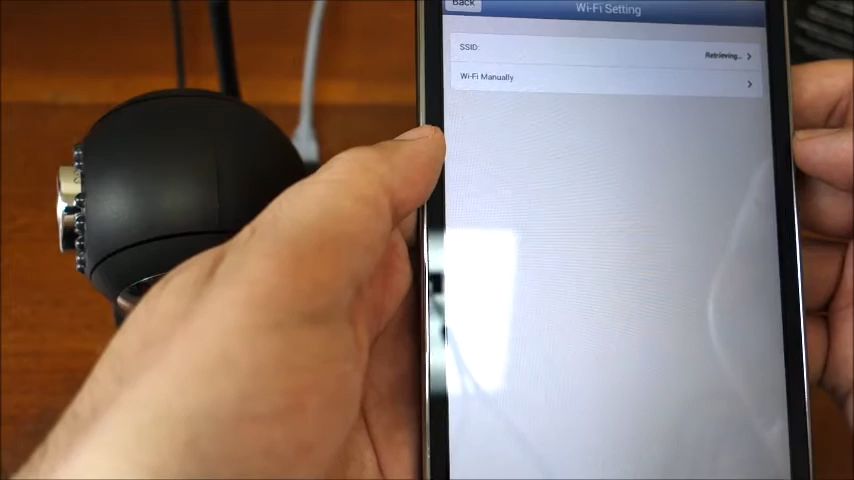 Back
Wi-Fi Setting
SSID:
Retrieving...
Wi-Fi Manually